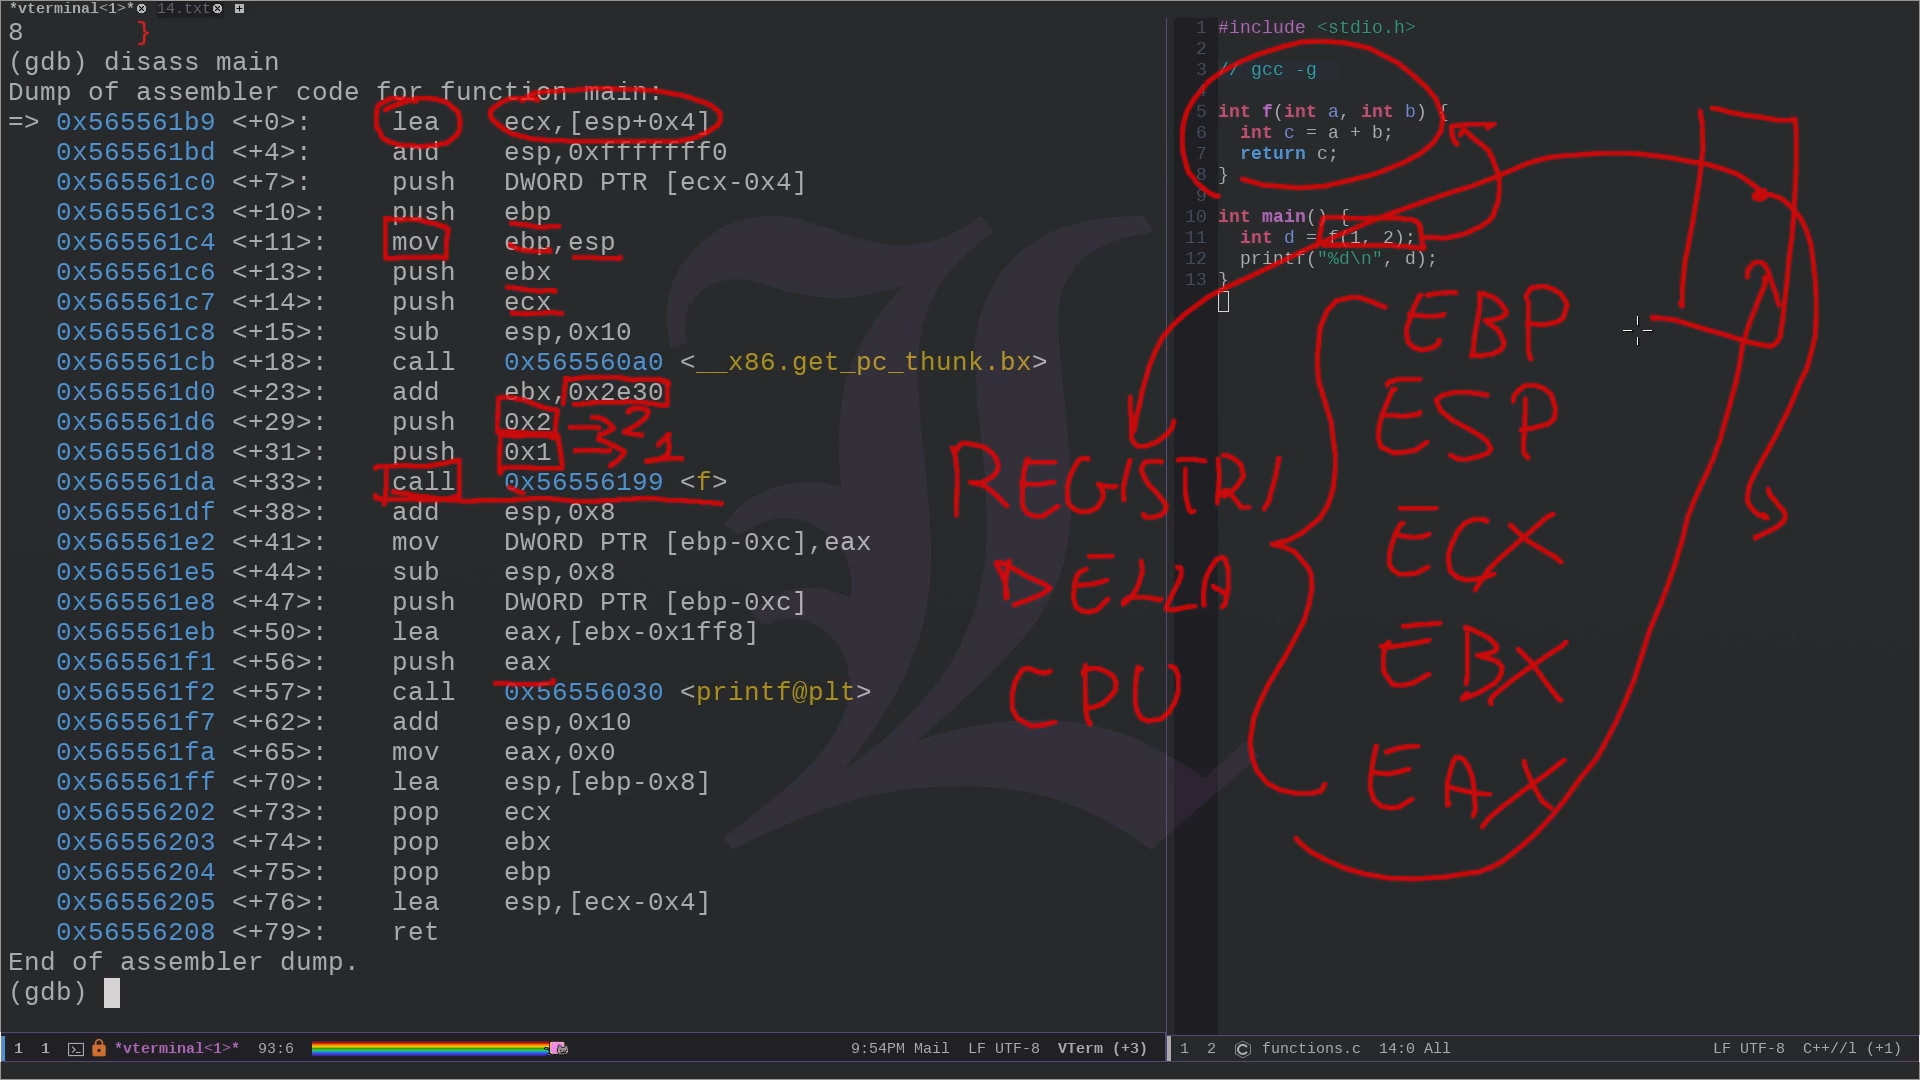 *vterminal<1>* 14.txt
8 }
(gdb) disass main
Dump of assembler code for function main:
=> 0x565561b9 <+0>: lea ecx,[esp+0x4]
0x565561bd <+4>: and esp,0xfffffff0
0x565561c0 <+7>: push DWORD PTR [ecx-0x4]
0x565561c3 <+10>: push ebp
0x565561c4 <+11>: mov ebp,esp
0x565561c6 <+13>: push ebx
0x565561c7 <+14>: push ecx
0x565561c8 <+15>: sub esp,0x10
0x565561cb <+18>: call 0x565560a0 <__x86.get_pc_thunk.bx>
0x565561d0 <+23>: add ebx,0x2e30
0x565561d6 <+29>: push 0x2 2
0x565561d8 <+31>: push 0x1 1
0x565561da <+33>: call 0x56556199 <f>
0x565561df <+38>: add esp,0x8
0x565561e2 <+41>: mov DWORD PTR [ebp-0xc],eax
0x565561e5 <+44>: sub esp,0x8
0x565561e8 <+47>: push DWORD PTR [ebp-0xc]
0x565561eb <+50>: lea eax,[ebx-0x1ff8]
0x565561f1 <+56>: push eax
0x565561f2 <+57>: call 0x56556030 <printf@plt>
0x565561f7 <+62>: add esp,0x10
0x565561fa <+65>: mov eax,0x0
0x565561ff <+70>: lea esp,[ebp-0x8]
0x56556202 <+73>: pop ecx
0x56556203 <+74>: pop ebx
0x56556204 <+75>: pop ebp
0x56556205 <+76>: lea esp,[ecx-0x4]
0x56556208 <+79>: ret
End of assembler dump.
(gdb)
1 1 *vterminal<1>* 93:6 9:54PM Mail LF UTF-8 VTerm (+3)
1 #include <stdio.h>
2
3 // gcc -g
4
5 int f(int a, int b) {
6 int c = a + b;
7 return c;
8 }
9
10 int main() {
11 int d = f(1, 2);
12 printf("%d\n", d);
13 }
REGISTRI
DELLA
CPU
EBP
ESP
ECX
EBX
EAX
1 2 functions.c 14:0 All LF UTF-8 C++//l (+1)